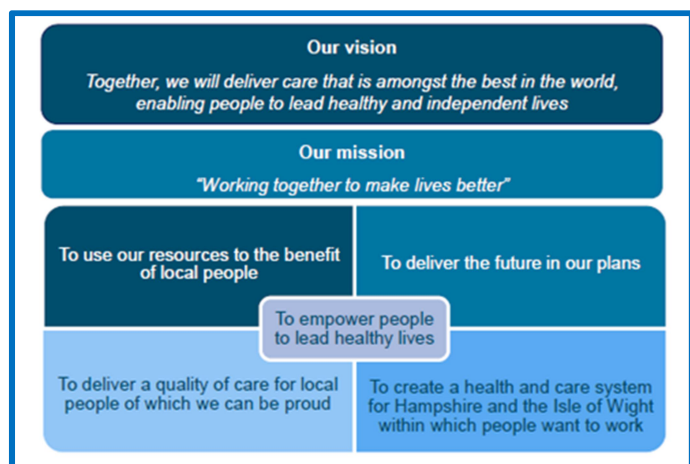 Our vision
Together, we will deliver care that is amongst the best in the world,
enabling people to lead healthy and independent lives
Our mission
“Working together to make lives better”
To use our resources to the benefit
of local people
To deliver the future in our plans
To empower people
to lead healthy lives
To deliver a quality of care for local
people of which we can be proud
To create a health and care system
for Hampshire and the Isle of Wight
within which people want to work